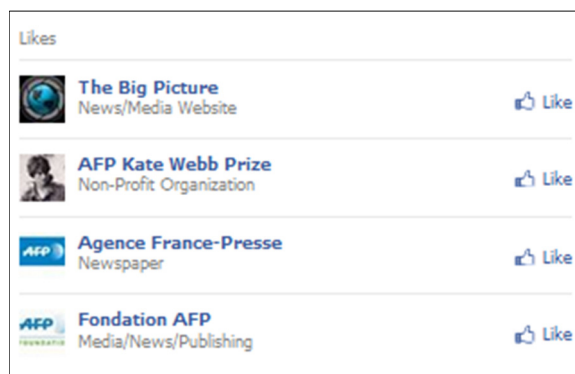 Likes
The Big Picture
News/Media Website
Like
AFP Kate Webb Prize
Non-Profit Organization
Like
AFP
Agence France-Presse
Newspaper
Like
AFP
Fondation AFP
Media/News/Publishing
Like